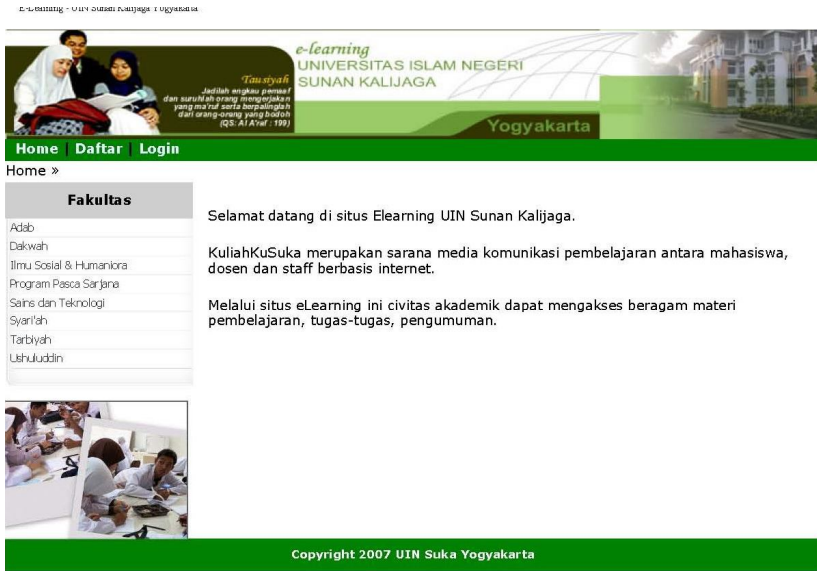 E-Learning - UIN Sunan Kalijaga Yogyakarta
e-learning
UNIVERSITAS ISLAM NEGERI
SUNAN KALIJAGA
Tausiyah
Jadilah engkau pemaaf
dan suruhlah orang mengerjakan
yang ma'ruf serta berpalinglah
dari orang-orang yang bodoh
(QS: Al A'raf : 199)
Yogyakarta
Home | Daftar | Login
Home »
Fakultas
Adab
Dakwah
Ilmu Sosial & Humaniora
Program Pasca Sarjana
Sains dan Teknologi
Syari'ah
Tarbiyah
Ushuluddin
Selamat datang di situs Elearning UIN Sunan Kalijaga.
KuliahKuSuka merupakan sarana media komunikasi pembelajaran antara mahasiswa,
dosen dan staff berbasis internet.
Melalui situs eLearning ini civitas akademik dapat mengakses beragam materi
pembelajaran, tugas-tugas, pengumuman.
Copyright 2007 UIN Suka Yogyakarta